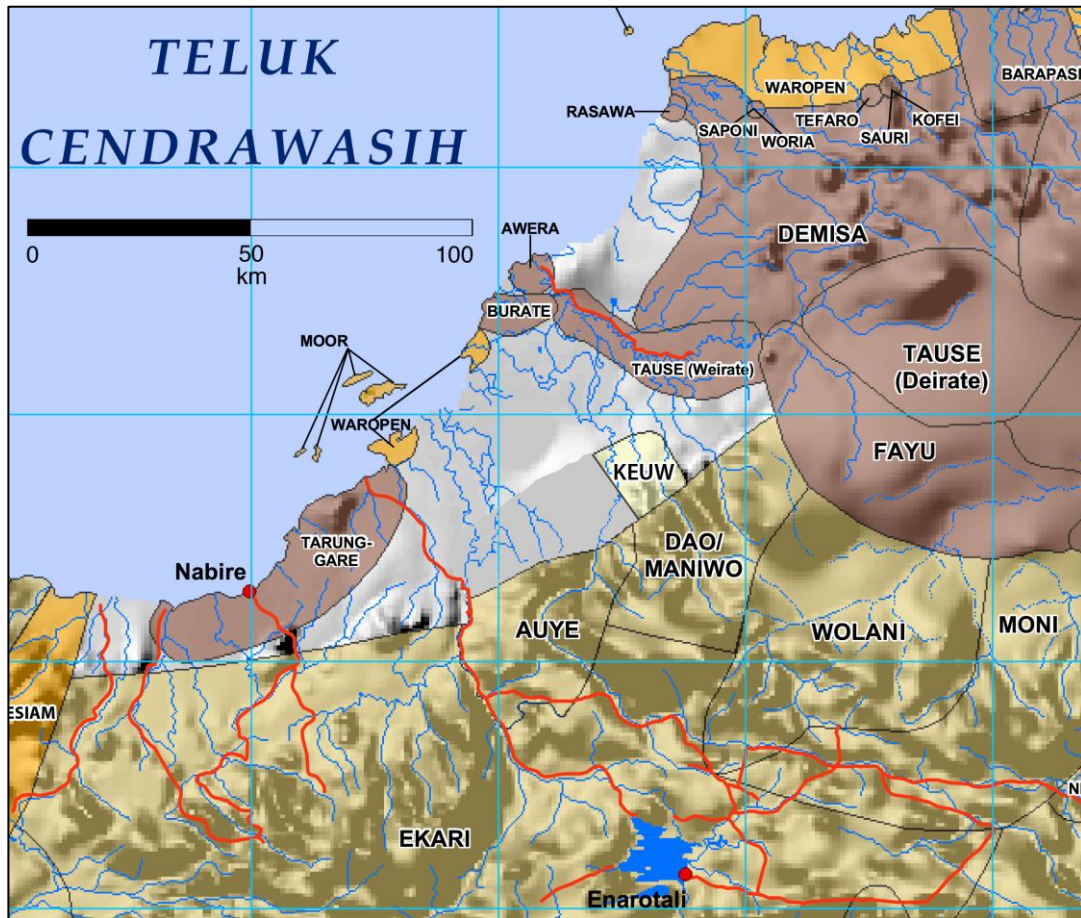 TELUK
CENDRAWASIH
BARAPASI
WAROPEN
RASAWA
SAPONI
WORIA
TEFARO
SAURI
KOFEI
AWERA
DEMISA
0
50
100
km
BURATE
MOOR
TAUSE (Weirate)
TAUSE
(Deirate)
WAROPEN
FAYU
KEUW
TARUNG-
GARE
DAO/
MANIWO
Nabire
AUYE
WOLANI
MONI
ESIAM
EKARI
Enarotali